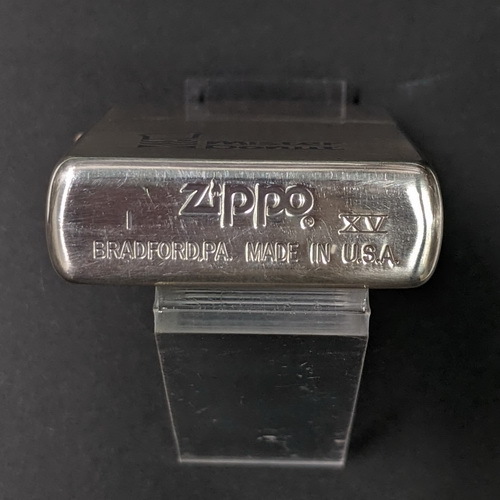 Zippo®
I XV
BRADFORD,PA. MADE IN U.S.A.